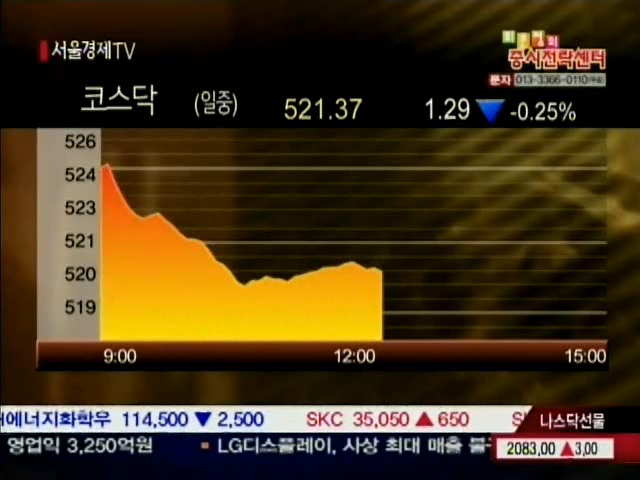 서울경제TV
증시전략센터
문자 013-3366-0110(무료)
코스닥 (일중) 521.37 1.29 ▼ -0.25%
526
524
523
521
520
519
9:00 12:00 15:00
에너지화학우 114,500 ▼ 2,500 SKC 35,050 ▲ 650 나스닥선물
영업익 3,250억원 ▪ LG디스플레이, 사상 최대 매출 불 2083,00 ▲3,00